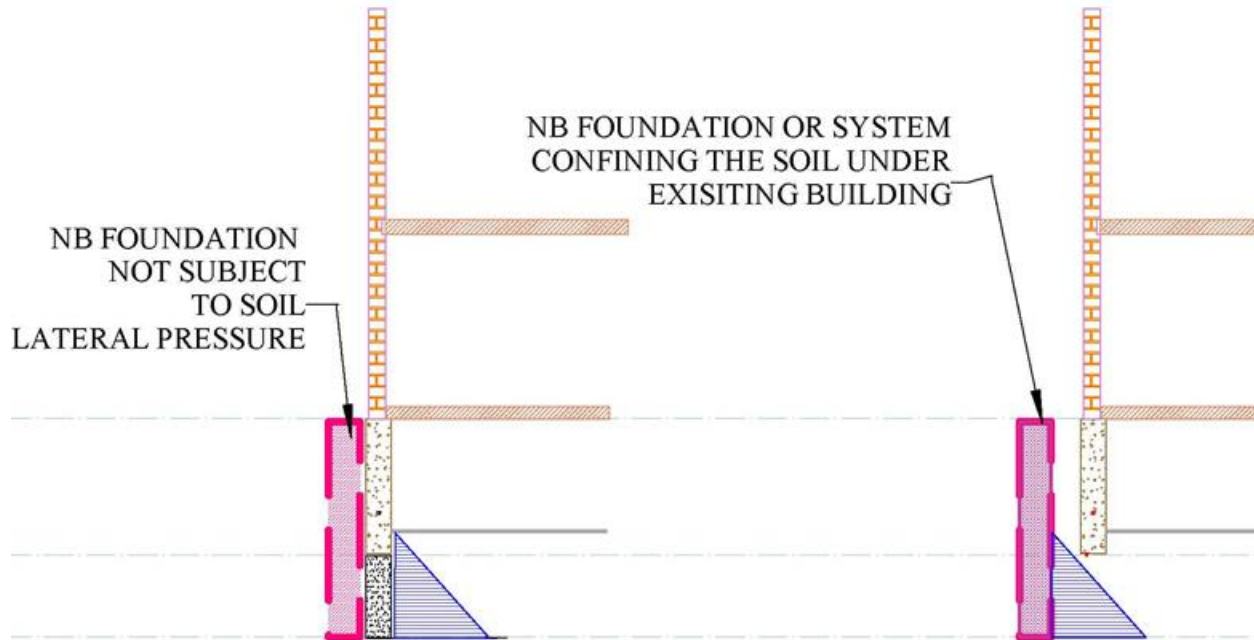 NB FOUNDATION
NOT SUBJECT
TO SOIL
LATERAL PRESSURE
NB FOUNDATION OR SYSTEM
CONFINING THE SOIL UNDER
EXISITING BUILDING